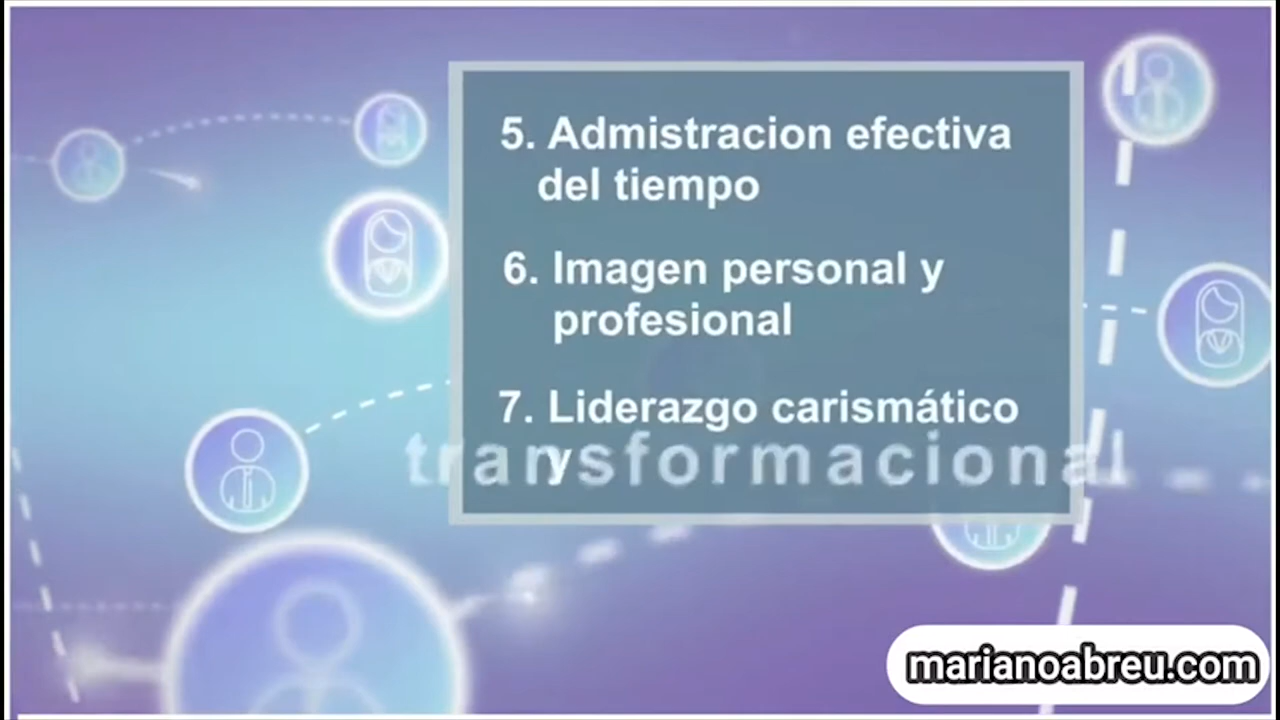 5. Admistracion efectiva
del tiempo
6. Imagen personal y
profesional
7. Liderazgo carismático
y
transformacional
marianoabreu.com